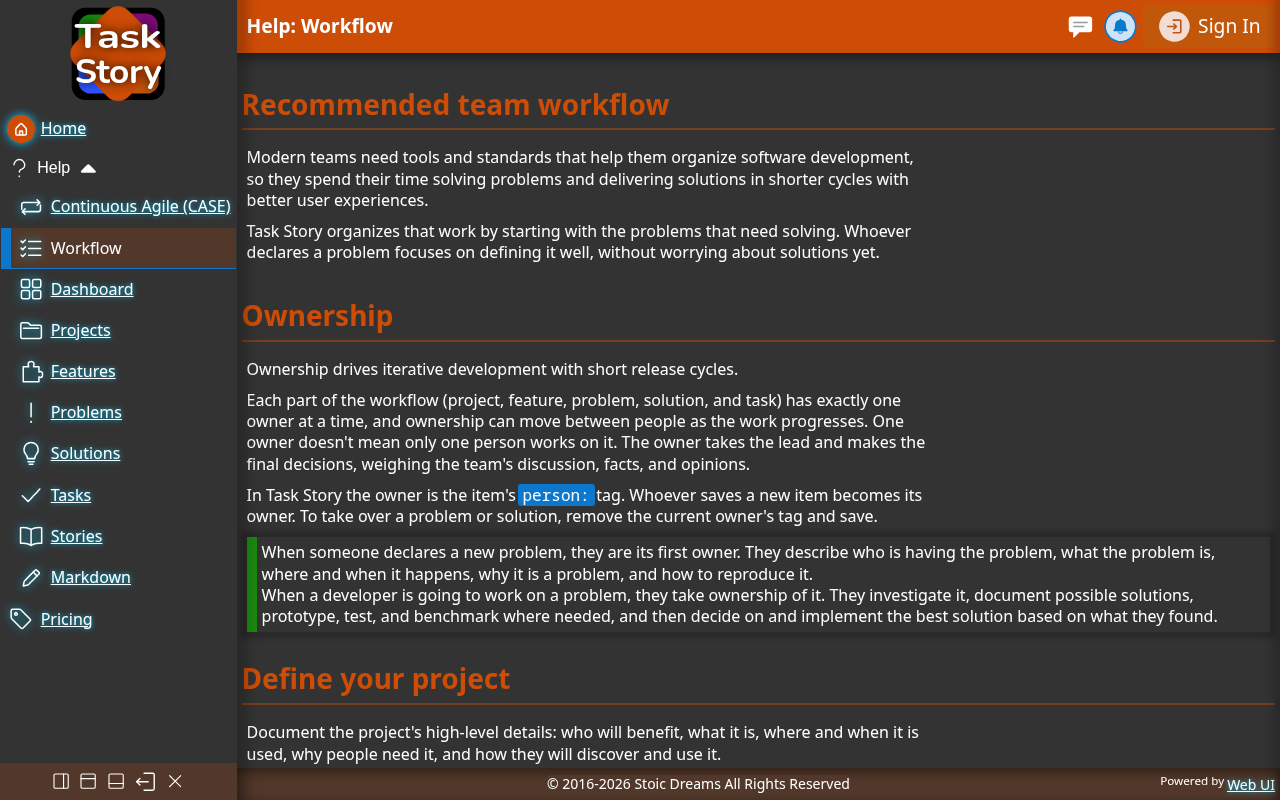 Task
Story
Home
Help
Continuous Agile (CASE)
Workflow
Dashboard
Projects
Features
Problems
Solutions
Tasks
Stories
Markdown
Pricing
Help: Workflow
Sign In
Recommended team workflow
Modern teams need tools and standards that help them organize software development,
so they spend their time solving problems and delivering solutions in shorter cycles with
better user experiences.
Task Story organizes that work by starting with the problems that need solving. Whoever
declares a problem focuses on defining it well, without worrying about solutions yet.
Ownership
Ownership drives iterative development with short release cycles.
Each part of the workflow (project, feature, problem, solution, and task) has exactly one
owner at a time, and ownership can move between people as the work progresses. One
owner doesn't mean only one person works on it. The owner takes the lead and makes the
final decisions, weighing the team's discussion, facts, and opinions.
In Task Story the owner is the item's person: tag. Whoever saves a new item becomes its
owner. To take over a problem or solution, remove the current owner's tag and save.
When someone declares a new problem, they are its first owner. They describe who is having the problem, what the problem is,
where and when it happens, why it is a problem, and how to reproduce it.
When a developer is going to work on a problem, they take ownership of it. They investigate it, document possible solutions,
prototype, test, and benchmark where needed, and then decide on and implement the best solution based on what they found.
Define your project
Document the project's high-level details: who will benefit, what it is, where and when it is
used, why people need it, and how they will discover and use it.
© 2016-2026 Stoic Dreams All Rights Reserved
Powered by Web UI